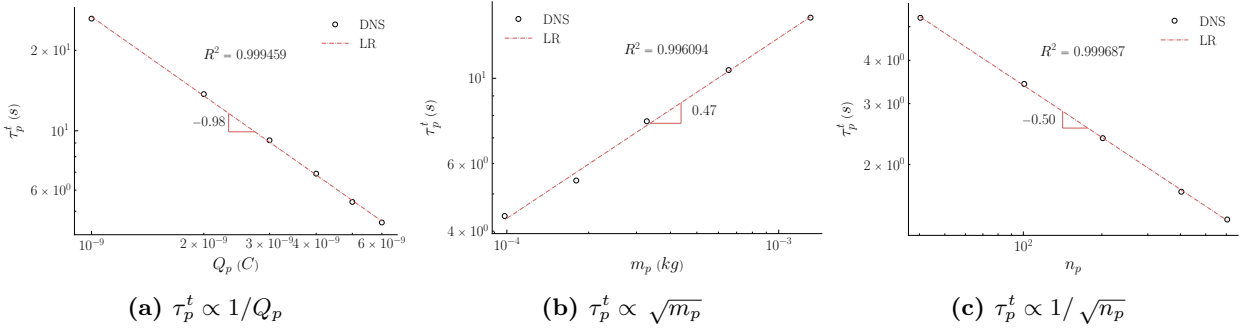 τ_p^t (s)
2 × 10^1
10^1
6 × 10^0
DNS
LR
R^2 = 0.999459
−0.98
10^−9
2 × 10^−9
3 × 10^−9
4 × 10^−9
6 × 10^−9
Q_p (C)
(a) τ_p^t ∝ 1/Q_p
τ_p^t (s)
10^1
6 × 10^0
4 × 10^0
DNS
LR
R^2 = 0.996094
0.47
10^−4
10^−3
m_p (kg)
(b) τ_p^t ∝ √m_p
τ_p^t (s)
4 × 10^0
3 × 10^0
2 × 10^0
DNS
LR
R^2 = 0.999687
−0.50
10^2
n_p
(c) τ_p^t ∝ 1/√n_p